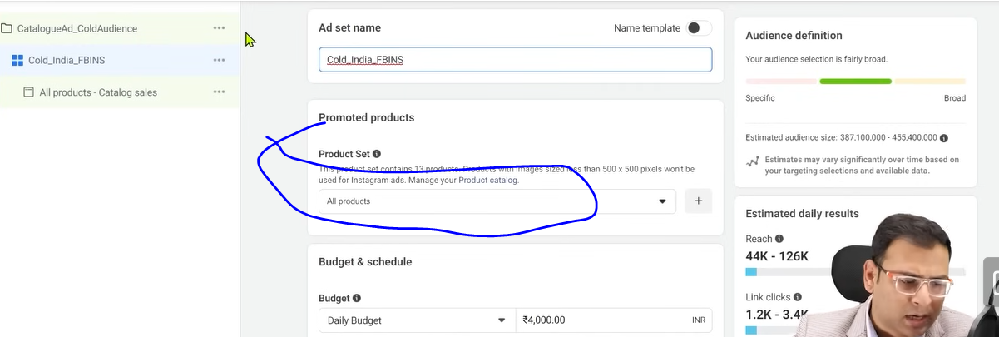 CatalogueAd_ColdAudience
Cold_India_FBINS
All products - Catalog sales
Ad set name
Name template
Cold_India_FBINS
Promoted products
Product Set
This product set contains 13 products. Products with images sized less than 500 x 500 pixels won't be
used for Instagram ads. Manage your Product catalog.
All products
+
Budget & schedule
Budget
Daily Budget
₹4,000.00
INR
Audience definition
Your audience selection is fairly broad.
Specific
Broad
Estimated audience size: 387,100,000 - 455,400,000
Estimates may vary significantly over time based on
your targeting selections and available data.
Estimated daily results
Reach
44K - 126K
Link clicks
1.2K - 3.4K